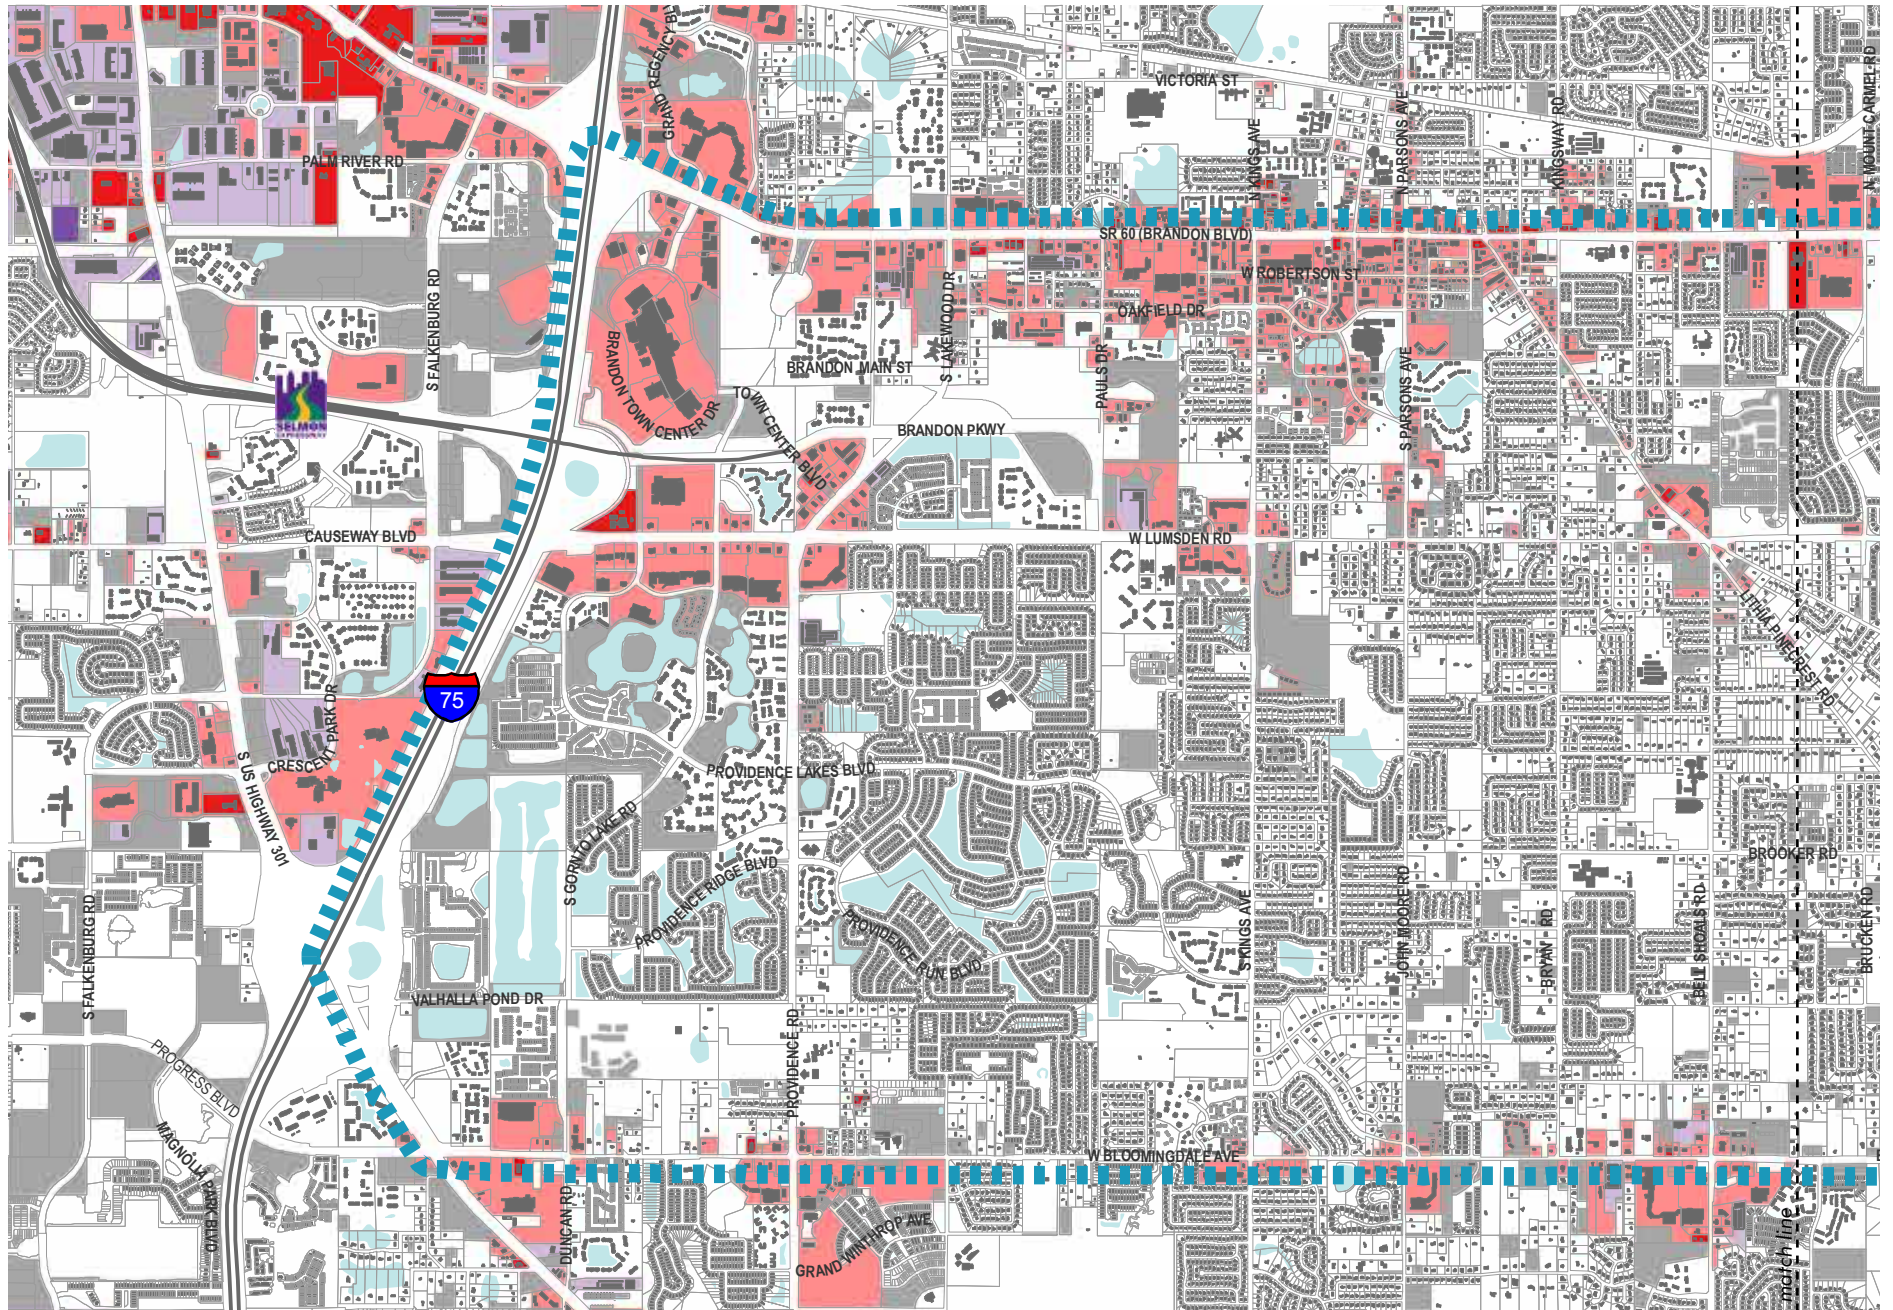 GRAND REGENCY BLV
VICTORIA ST
N MOUNT CARMEL RD
N PARSONS AVE
KINGSWAY RD
KINGS AVE
PALM RIVER RD
SR 60 (BRANDON BLVD)
W ROBERTSON ST
S FALKENBURG RD
S LAKEWOOD DR
OAKFIELD DR
BRANDON TOWN CENTER DR
BRANDON MAIN ST
PAULS DR
S PARSONS AVE
TOWN CENTER BLVD
SELMON
EXPRESSWAY
BRANDON PKWY
CAUSEWAY BLVD
W LUMSDEN RD
LITHIA PINECREST RD
75
CRESCENT PARK DR
S US HIGHWAY 301
PROVIDENCE LAKES BLVD
S GORNTO LAKE RD
PROVIDENCE RIDGE BLVD
BROOKER RD
S FALKENBURG RD
PROVIDENCE RUN BLVD
S KINGS AVE
JOHN MOORE RD
BRYAN RD
BELL SHOALS RD
BRUCKEN RD
VALHALLA POND DR
PROGRESS BLVD
PROVIDENCE RD
MAGNOLIA PARK BLVD
W BLOOMINGDALE AVE
E
DUNCAN RD
GRAND WINTHROP AVE
match line